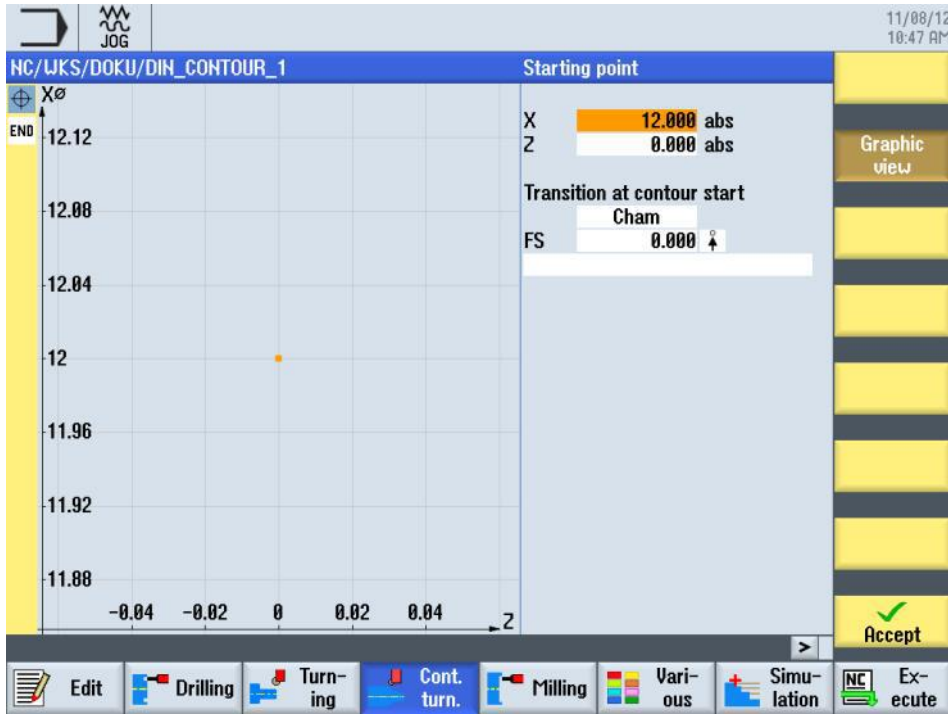 JOG
11/08/12
10:47 AM
NC/WKS/DOKU/DIN_CONTOUR_1
Starting point
X⌀
END
12.12
12.08
12.04
12
11.96
11.92
11.88
-0.04 -0.02 0 0.02 0.04
Z
X 12.000 abs
Z 0.000 abs
Transition at contour start
Cham
FS 0.000
Graphic
view
Accept
>
Edit
Drilling
Turn-
ing
Cont.
turn.
Milling
Vari-
ous
Simu-
lation
NC
Ex-
ecute